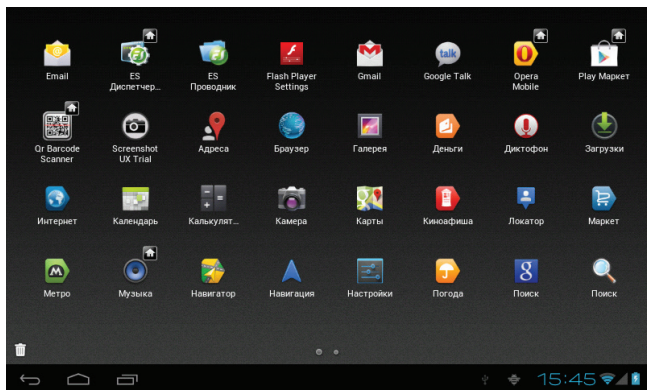 talk
Email
ES
Диспетчер...
ES
Проводник
Flash Player
Settings
Gmail
Google Talk
Opera
Mobile
Play Маркет
Qr Barcode
Scanner
Screenshot
UX Trial
Адреса
Браузер
Галерея
Деньги
Диктофон
Загрузки
Интернет
Календарь
Калькулят...
Камера
Карты
Киноафиша
Локатор
Маркет
Метро
Музыка
Навигатор
Навигация
Настройки
Погода
Поиск
Поиск
15:45